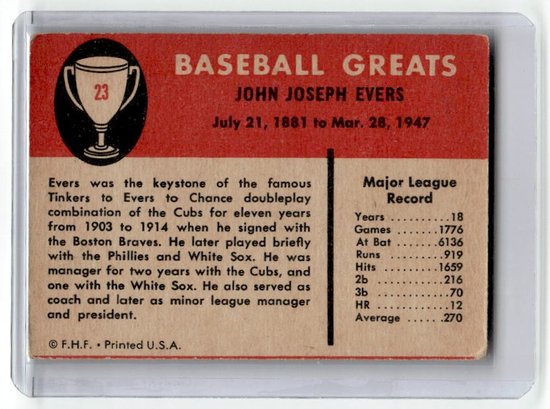 23
BASEBALL GREATS
JOHN JOSEPH EVERS
July 21, 1881 to Mar. 28, 1947
Evers was the keystone of the famous
Tinkers to Evers to Chance doubleplay
combination of the Cubs for eleven years
from 1903 to 1914 when he signed with
the Boston Braves. He later played briefly
with the Phillies and White Sox. He was
manager for two years with the Cubs, and
one with the White Sox. He also served as
coach and later as minor league manager
and president.
© F.H.F. • Printed U.S.A.
Major League
Record
Years ..........18
Games ........1776
At Bat ........6136
Runs ..........919
Hits ..........1659
2b ............216
3b .............70
HR .............12
Average ......270